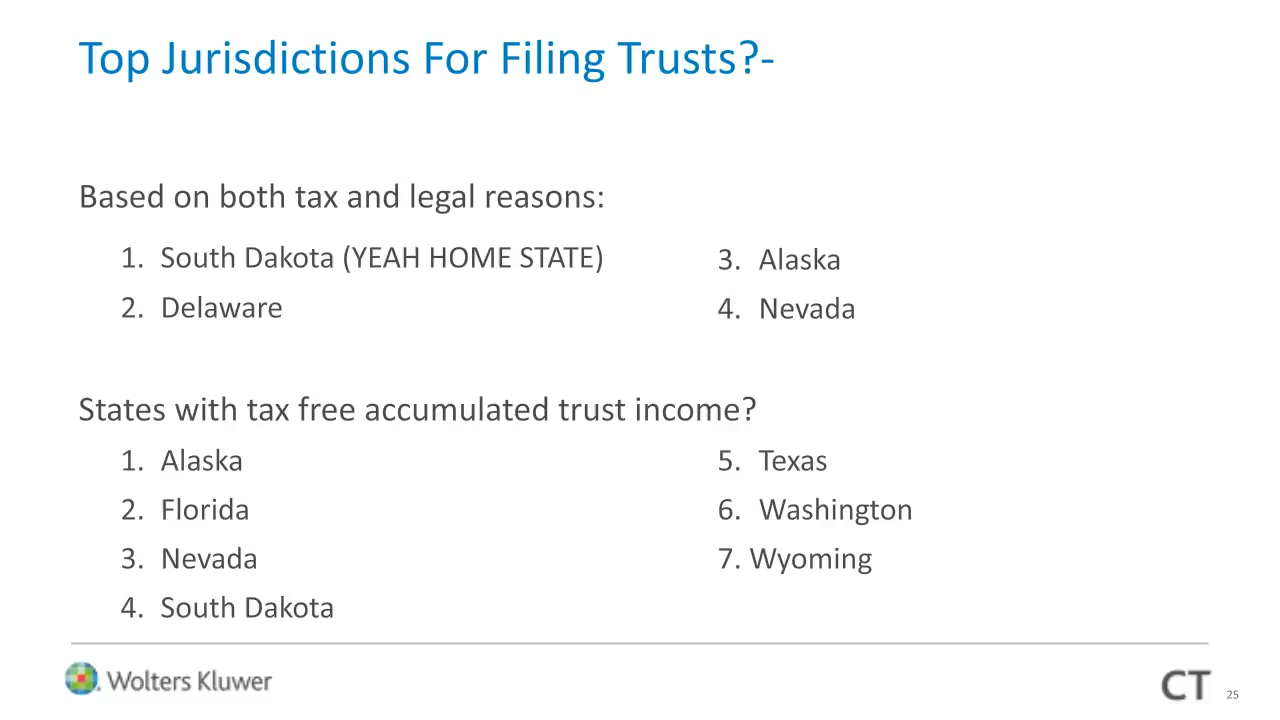 Top Jurisdictions For Filing Trusts?-
Based on both tax and legal reasons:
1. South Dakota (YEAH HOME STATE)
2. Delaware
3. Alaska
4. Nevada
States with tax free accumulated trust income?
1. Alaska
2. Florida
3. Nevada
4. South Dakota
5. Texas
6. Washington
7. Wyoming
Wolters Kluwer
CT
25